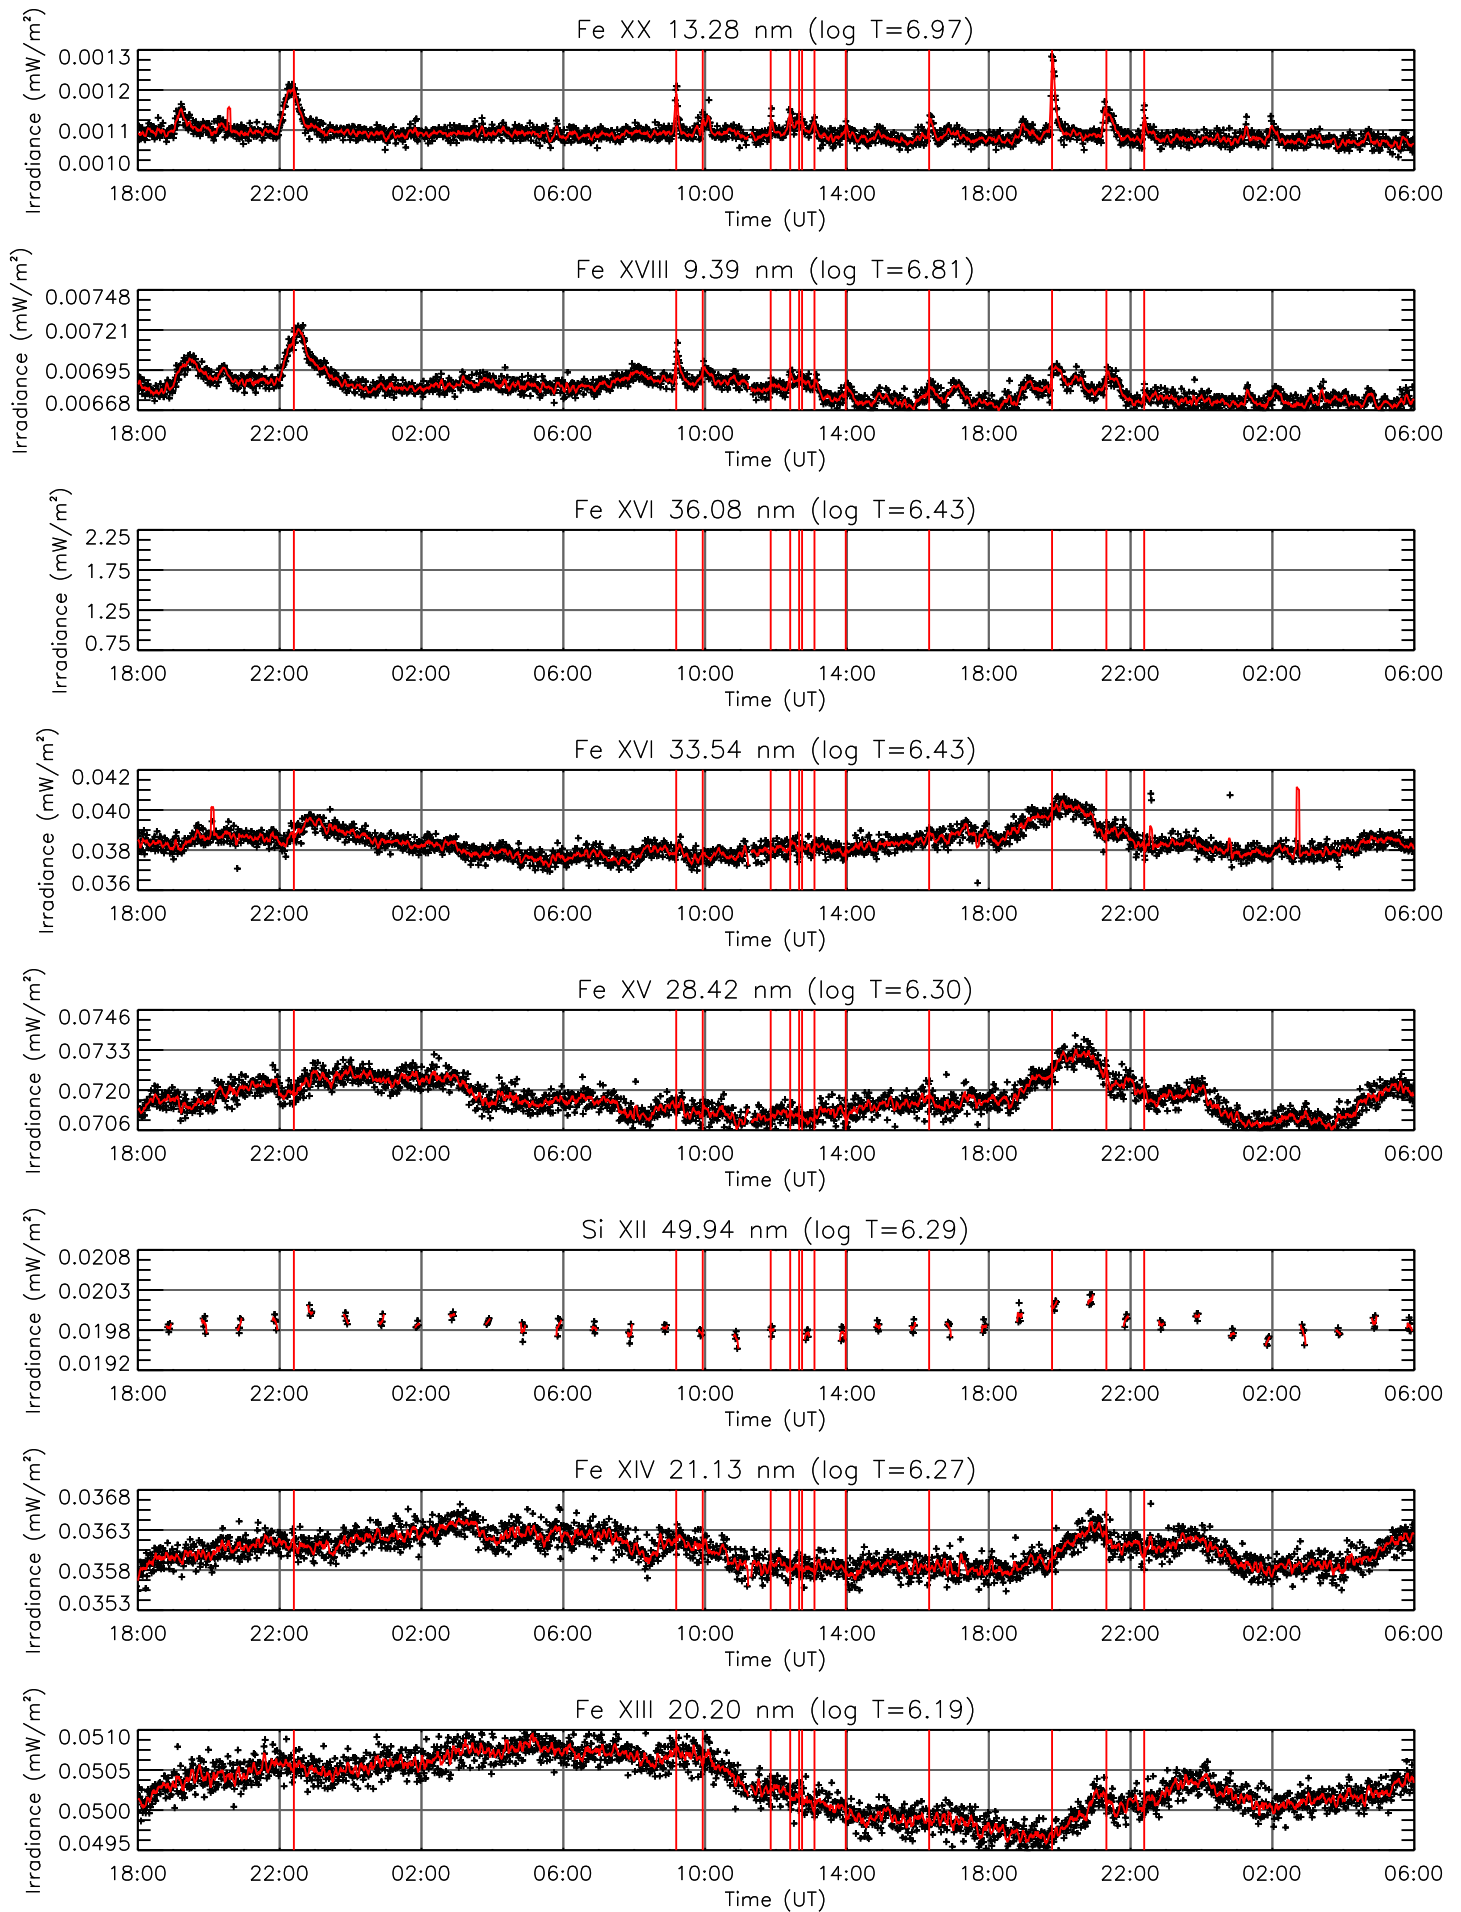 Fe XX 13.28 nm (log T=6.97)
Irradiance (mW/m²)
0.0013
0.0012
0.0011
0.0010
18:00 22:00 02:00 06:00 10:00 14:00 18:00 22:00 02:00 06:00
Time (UT)
Fe XVIII 9.39 nm (log T=6.81)
Irradiance (mW/m²)
0.00748
0.00721
0.00695
0.00668
18:00 22:00 02:00 06:00 10:00 14:00 18:00 22:00 02:00 06:00
Time (UT)
Fe XVI 36.08 nm (log T=6.43)
Irradiance (mW/m²)
2.25
1.75
1.25
0.75
18:00 22:00 02:00 06:00 10:00 14:00 18:00 22:00 02:00 06:00
Time (UT)
Fe XVI 33.54 nm (log T=6.43)
Irradiance (mW/m²)
0.042
0.040
0.038
0.036
18:00 22:00 02:00 06:00 10:00 14:00 18:00 22:00 02:00 06:00
Time (UT)
Fe XV 28.42 nm (log T=6.30)
Irradiance (mW/m²)
0.0746
0.0733
0.0720
0.0706
18:00 22:00 02:00 06:00 10:00 14:00 18:00 22:00 02:00 06:00
Time (UT)
Si XII 49.94 nm (log T=6.29)
Irradiance (mW/m²)
0.0208
0.0203
0.0198
0.0192
18:00 22:00 02:00 06:00 10:00 14:00 18:00 22:00 02:00 06:00
Time (UT)
Fe XIV 21.13 nm (log T=6.27)
Irradiance (mW/m²)
0.0368
0.0363
0.0358
0.0353
18:00 22:00 02:00 06:00 10:00 14:00 18:00 22:00 02:00 06:00
Time (UT)
Fe XIII 20.20 nm (log T=6.19)
Irradiance (mW/m²)
0.0510
0.0505
0.0500
0.0495
18:00 22:00 02:00 06:00 10:00 14:00 18:00 22:00 02:00 06:00
Time (UT)